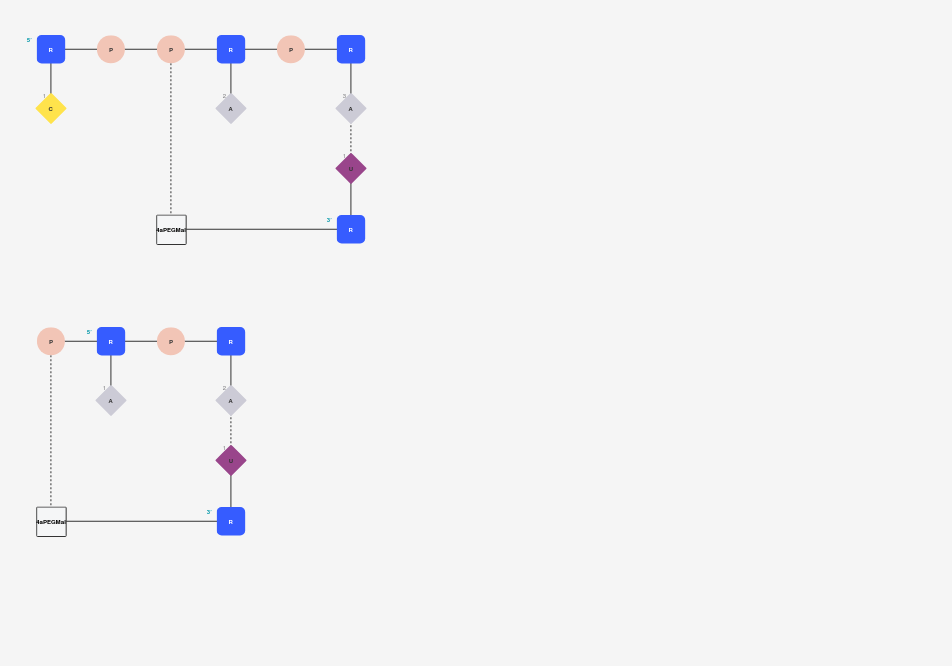 5'
R P P R P R
1 2 3
C A A
1
U
3'
4aPEGMal R
5'
P R P R
1 2
A A
1
U
3'
4aPEGMal R